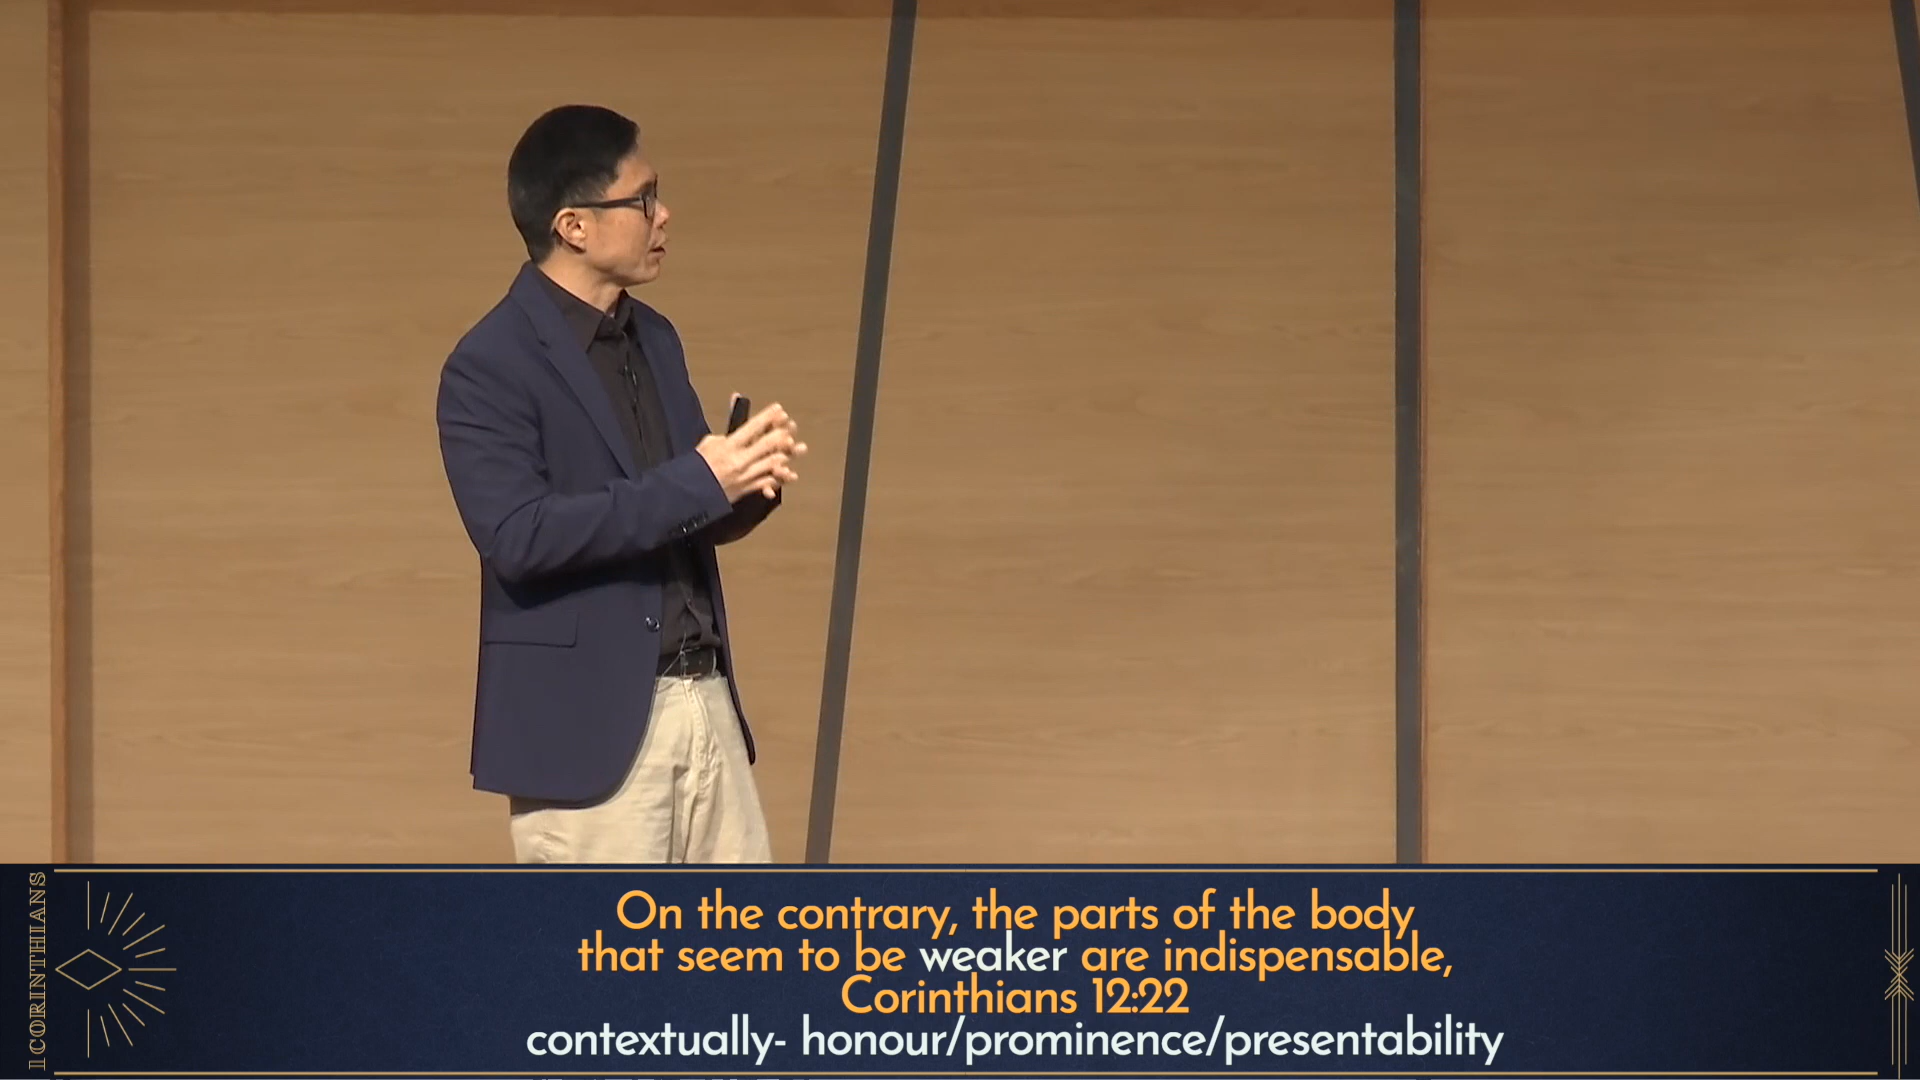 On the contrary, the parts of the body
that seem to be weaker are indispensable,
Corinthians 12:22
contextually- honour/prominence/presentability
11 CORINTHIANS